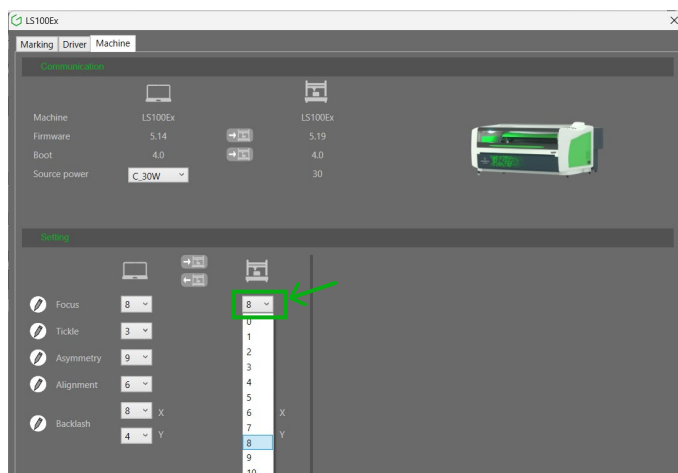 LS100Ex
Marking Driver Machine
Communication
Machine LS100Ex LS100Ex
Firmware 5.14 5.19
Boot 4.0 4.0
Source power C_30W 30
Setting
Focus 8 8
0
Tickle 3
1
2
Asymmetry 9
3
Alignment 6
4
5
8 X 6 X
Backlash
7
4 Y 8 Y
9
10